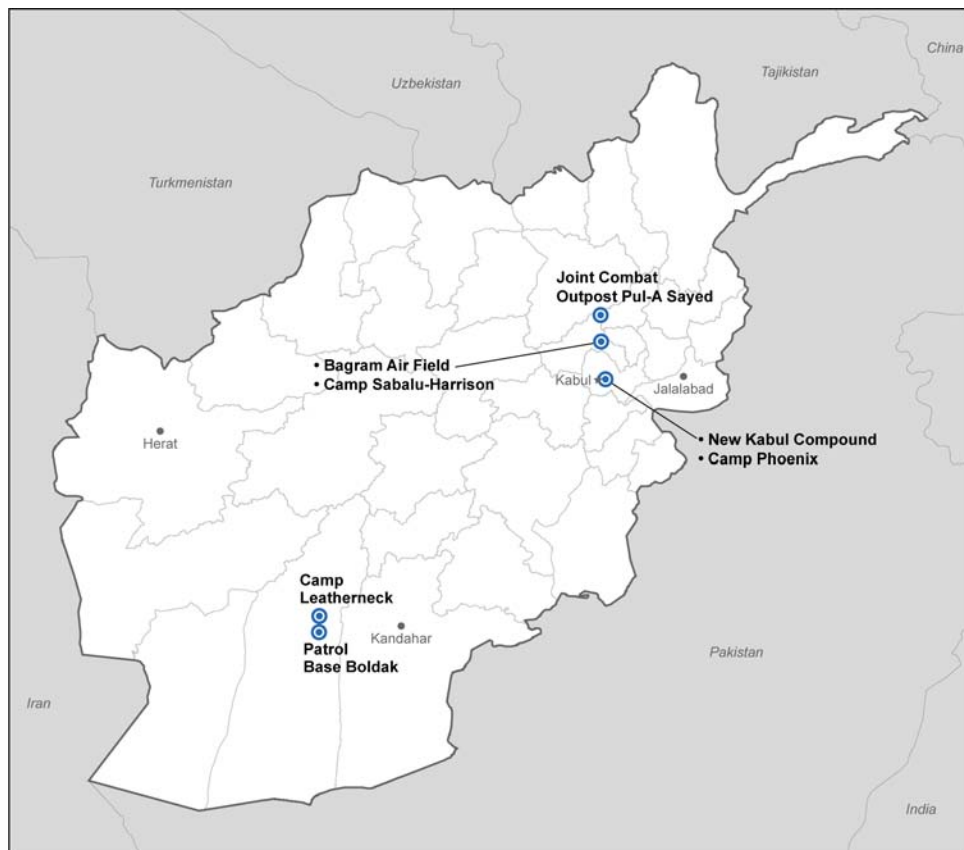 China
Tajikistan
Uzbekistan
Turkmenistan
Joint Combat
Outpost Pul-A Sayed
• Bagram Air Field
• Camp Sabalu-Harrison
Kabul
Jalalabad
Herat
• New Kabul Compound
• Camp Phoenix
Camp
Leatherneck
Kandahar
Patrol
Base Boldak
Pakistan
Iran
India